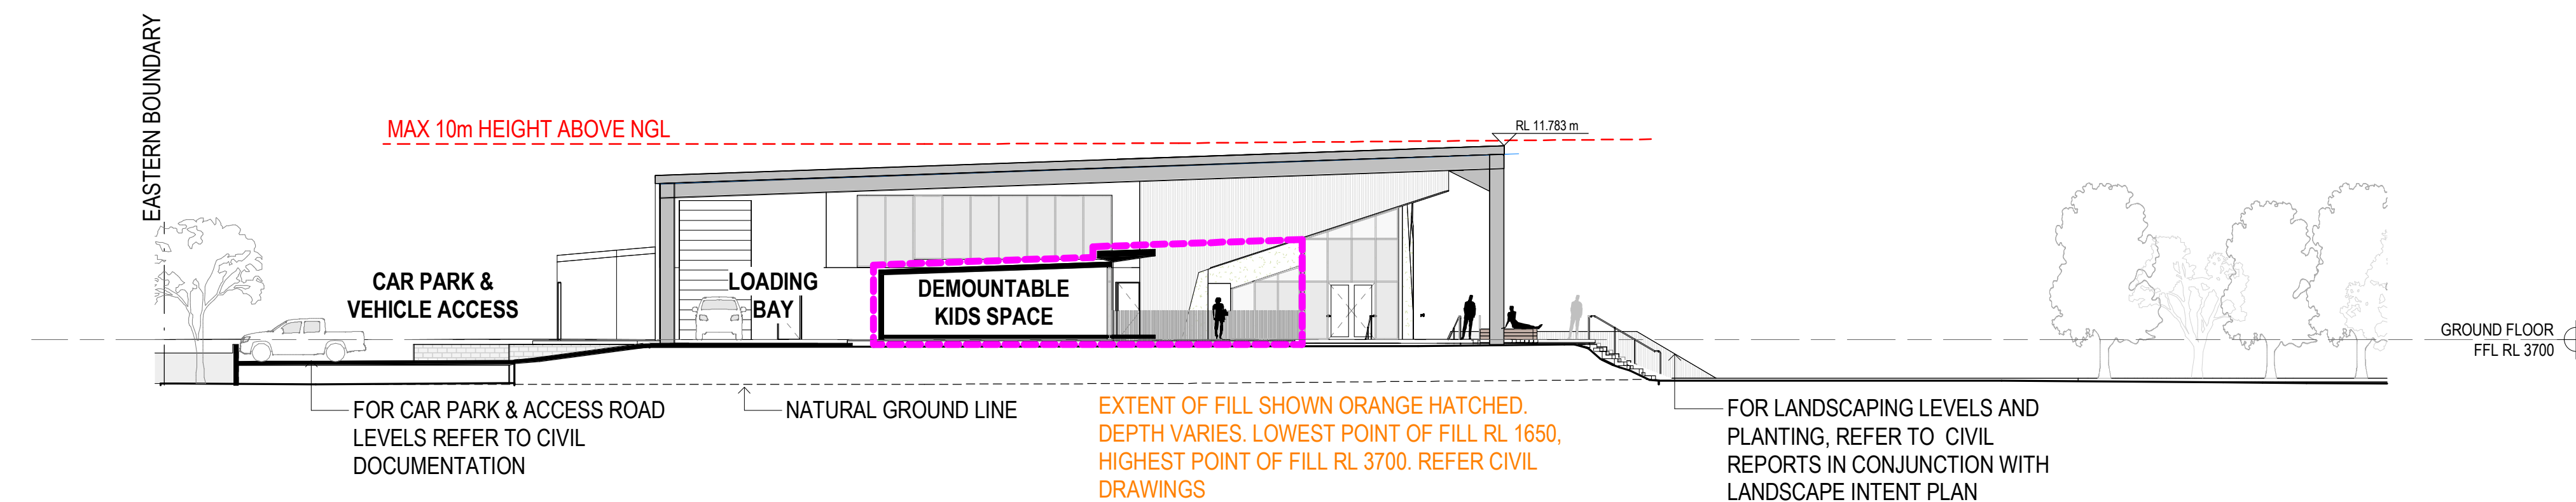 EASTERN BOUNDARY
MAX 10m HEIGHT ABOVE NGL
RL 11.783 m
CAR PARK &
VEHICLE ACCESS
LOADING
BAY
DEMOUNTABLE
KIDS SPACE
GROUND FLOOR
FFL RL 3700
FOR CAR PARK & ACCESS ROAD
LEVELS REFER TO CIVIL
DOCUMENTATION
NATURAL GROUND LINE
EXTENT OF FILL SHOWN ORANGE HATCHED.
DEPTH VARIES. LOWEST POINT OF FILL RL 1650,
HIGHEST POINT OF FILL RL 3700. REFER CIVIL
DRAWINGS
FOR LANDSCAPING LEVELS AND
PLANTING, REFER TO CIVIL
REPORTS IN CONJUNCTION WITH
LANDSCAPE INTENT PLAN